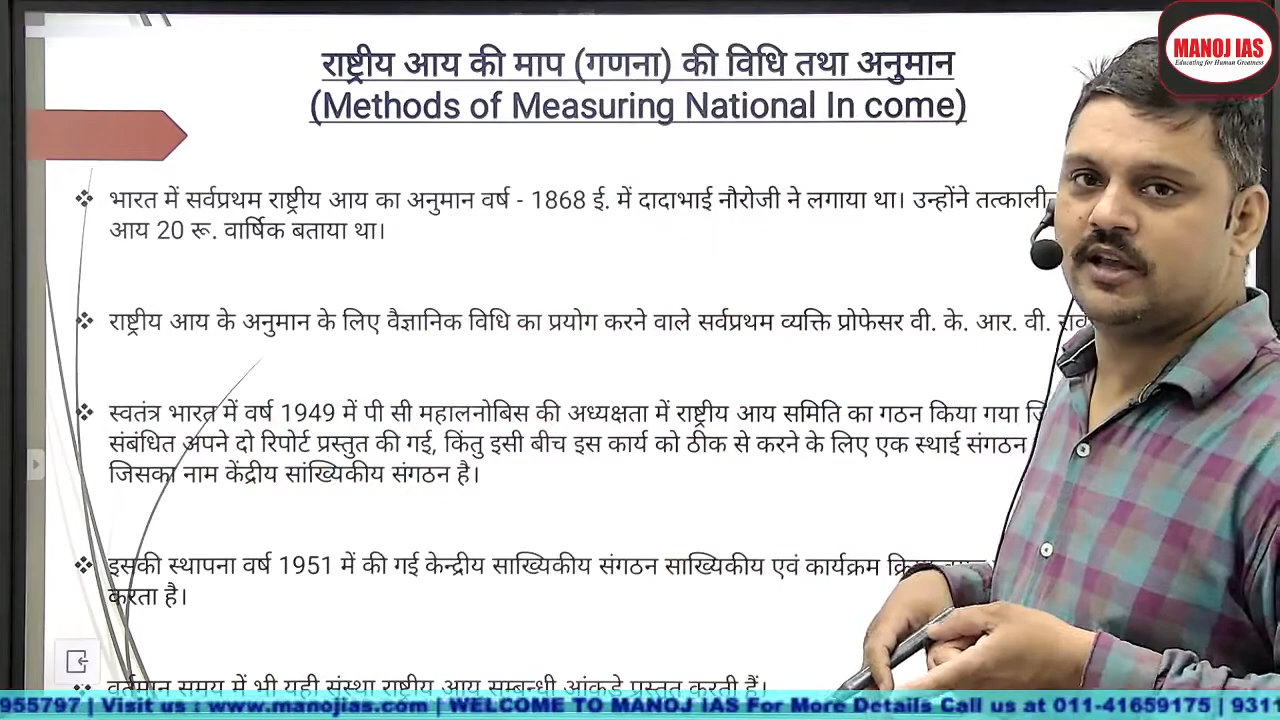 MANOJ IAS
Educating for Human Greatness
राष्ट्रीय आय की माप (गणना) की विधि तथा अनुमान
(Methods of Measuring National In come)
भारत में सर्वप्रथम राष्ट्रीय आय का अनुमान वर्ष - 1868 ई. में दादाभाई नौरोजी ने लगाया था। उन्होंने
आय 20 रू. वार्षिक बताया था।
राष्ट्रीय आय के अनुमान के लिए वैज्ञानिक विधि का प्रयोग करने वाले सर्वप्रथम व्यक्ति प्रोफेसर वी. के. आर. वी.
स्वतंत्र भारत में वर्ष 1949 में पी सी महालनोबिस की अध्यक्षता में राष्ट्रीय आय समिति का गठन किया गया
संबंधित अपने दो रिपोर्ट प्रस्तुत की गई, किंतु इसी बीच इस कार्य को ठीक से करने के लिए एक स्थाई संगठन
जिसका नाम केंद्रीय सांख्यिकीय संगठन है।
इसकी स्थापना वर्ष 1951 में की गई केन्द्रीय साख्यिकीय संगठन साख्यिकीय एवं कार्यक्रम
करता है।
वर्तमान समय में भी यही संस्था राष्ट्रीय आय सम्बन्धी आंकड़े प्रस्तुत करती हैं।
955797 | Visit us : www.manojias.com | WELCOME TO MANOJ IAS For More Details Call us at 011-41659175 | 9311